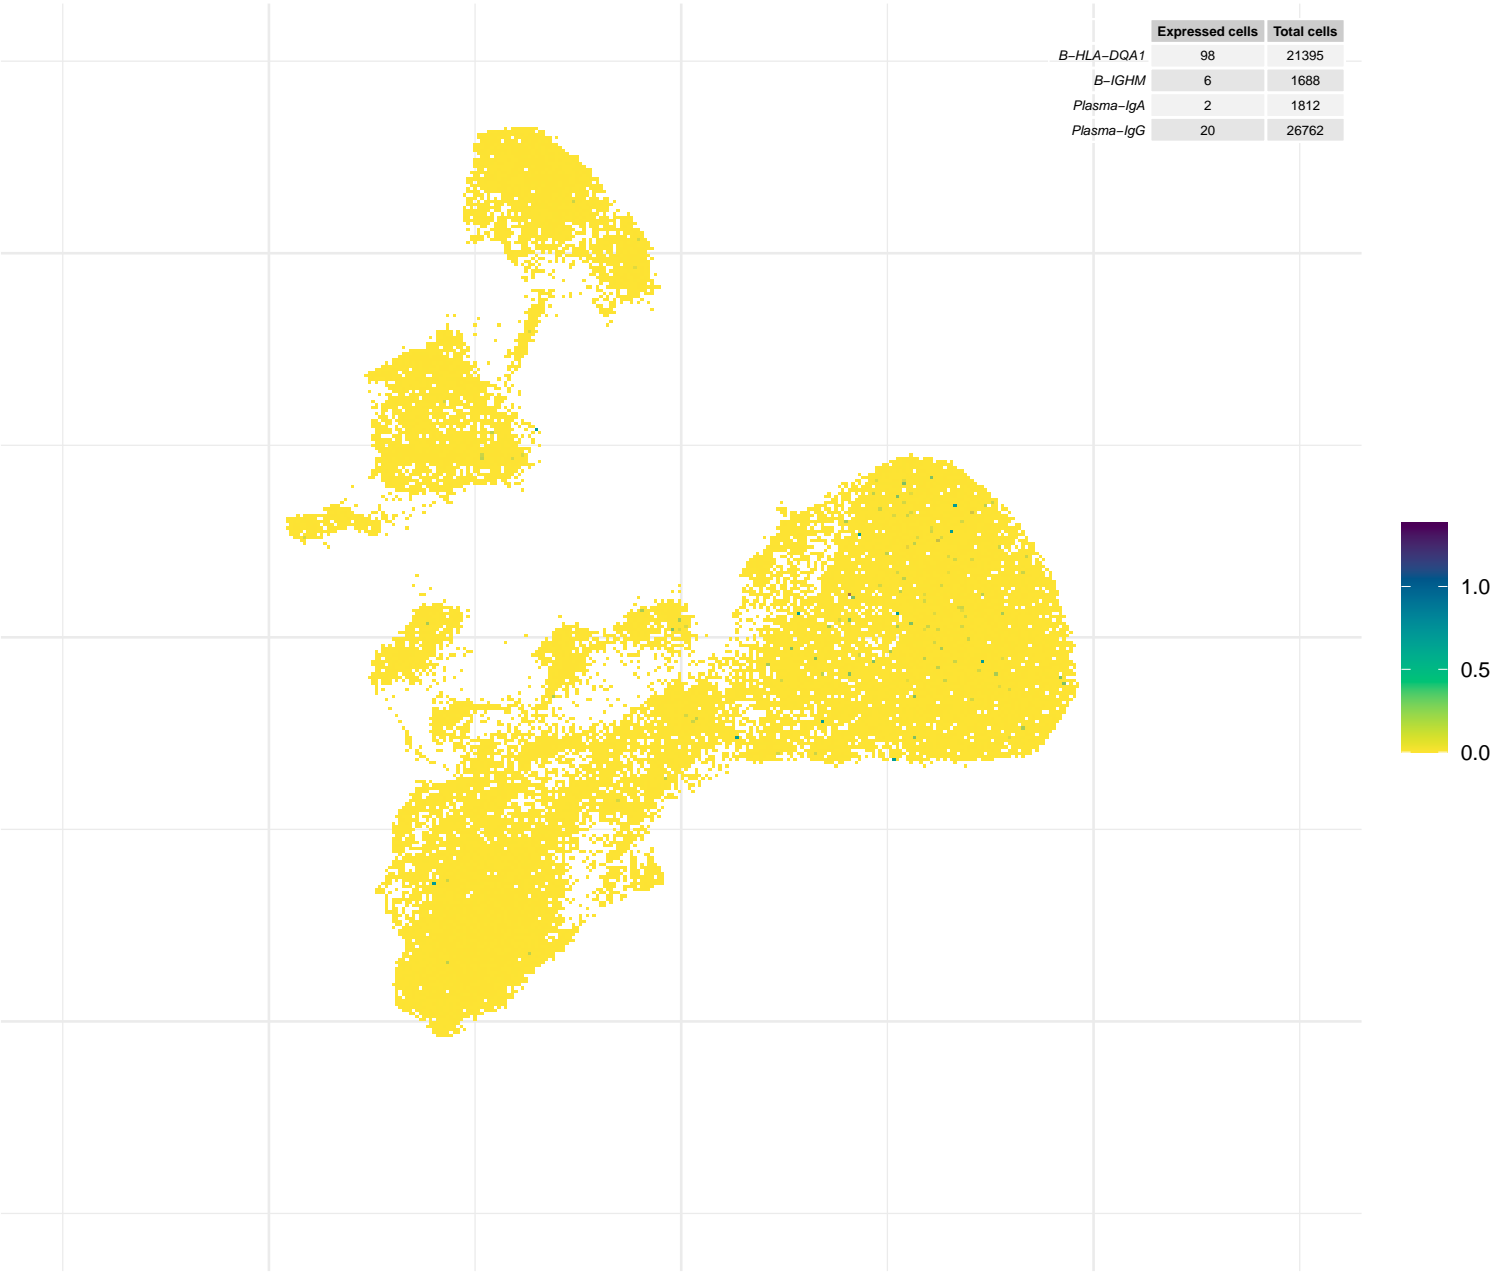 Expressed cells Total cells
B−HLA−DQA1 98 21395
B−IGHM 6 1688
Plasma−IgA 2 1812
Plasma−IgG 20 26762
1.0
0.5
0.0